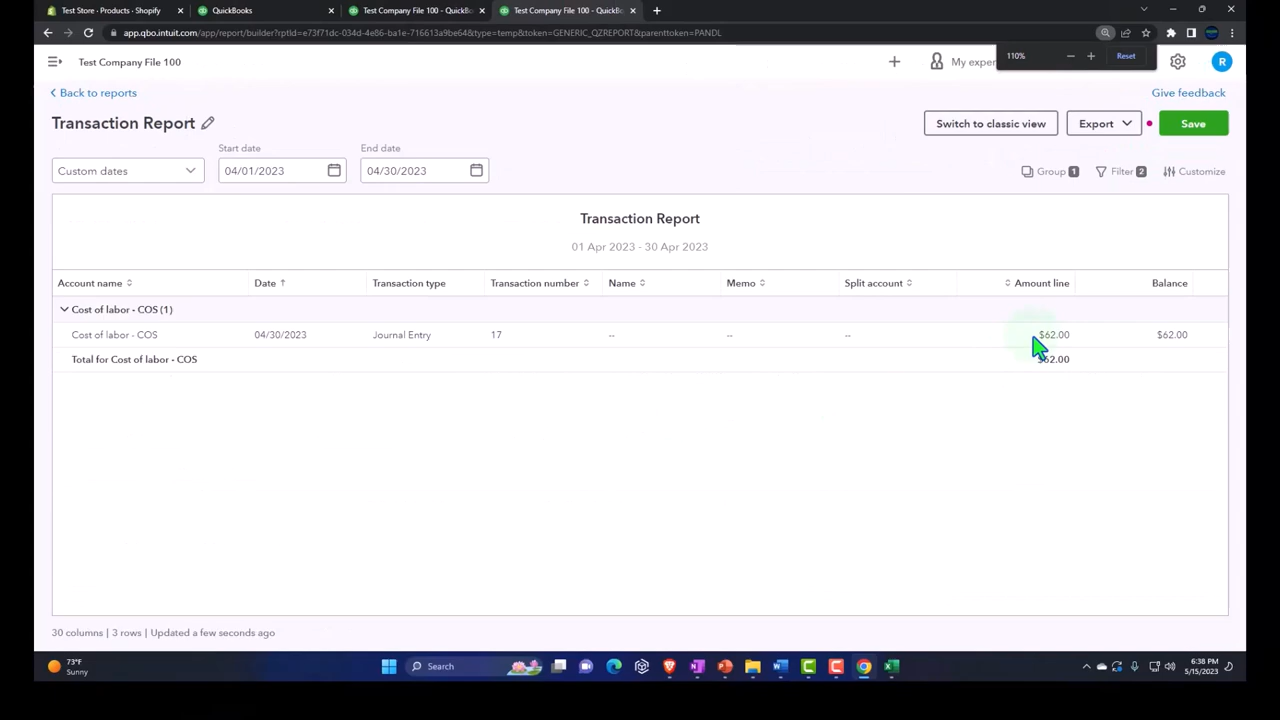 Test Store · Products · Shopify
QuickBooks
Test Company File 100 - QuickBo
Test Company File 100 - QuickBo
app.qbo.intuit.com/app/report/builder?rptId=e73f71dc-034d-4e86-ba1e-716613a9be64&type=temp&token=GENERIC_QZREPORT&parenttoken=PANDL
Test Company File 100
My exper
110%
Reset
R
Back to reports
Give feedback
Transaction Report
Switch to classic view
Export
Save
Start date
End date
Custom dates
04/01/2023
04/30/2023
Group 1
Filter 2
Customize
Transaction Report
01 Apr 2023 - 30 Apr 2023
Account name Date Transaction type Transaction number Name Memo Split account Amount line Balance
Cost of labor - COS (1)
Cost of labor - COS 04/30/2023 Journal Entry 17 -- -- -- $62.00 $62.00
Total for Cost of labor - COS $62.00
30 columns | 3 rows | Updated a few seconds ago
73°F
Sunny
Search
6:38 PM
5/15/2023